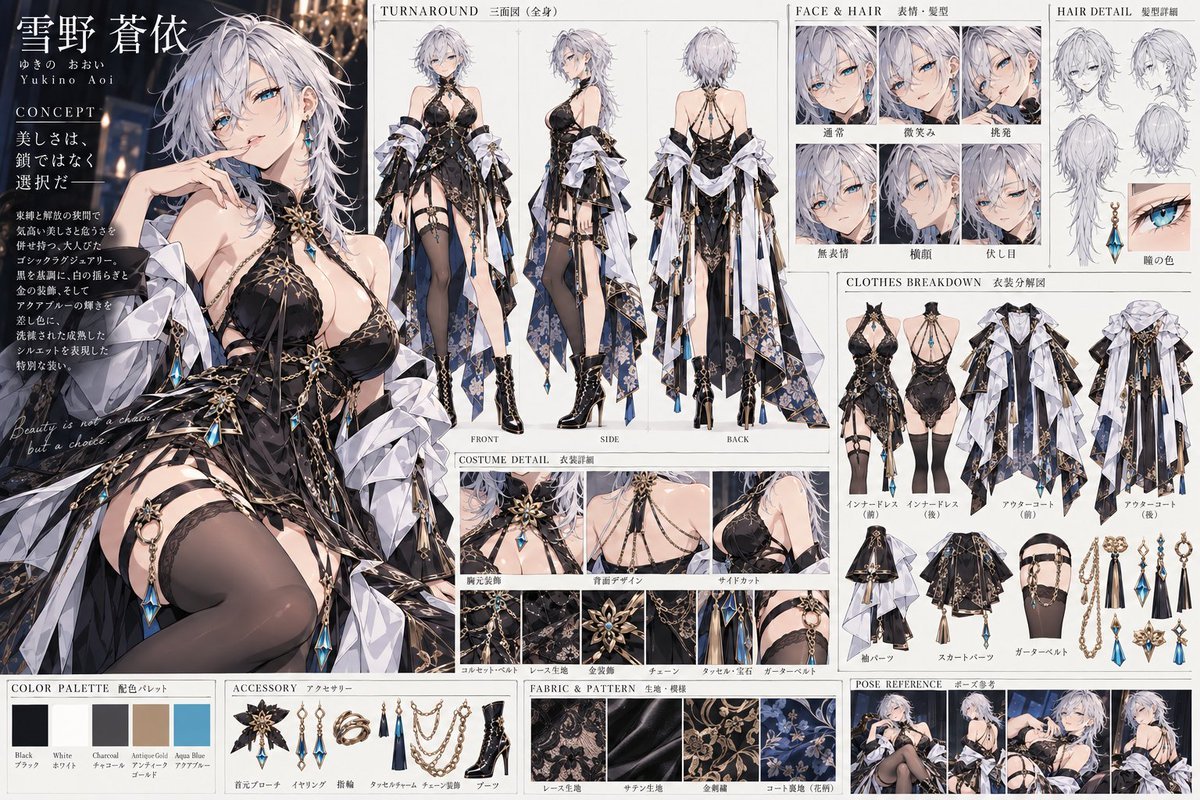 雪野 蒼依
ゆきの おおい
Yukino Aoi
CONCEPT
美しさは、
鎖ではなく
選択だ——
束縛と解放の狭間で
気高い美しさと危うさを
併せ持つ、大人びた
ゴシックラグジュアリー。
黒を基調に、白の揺らぎと
金の装飾、そして
アクアブルーの輝きを
差し色に、
洗練された成熟した
シルエットを表現した
特別な装い。
Beauty is not a chain,
but a choice.
TURNAROUND 三面図（全身）
FRONT
SIDE
BACK
FACE & HAIR 表情・髪型
通常
微笑み
挑発
無表情
横顔
伏し目
HAIR DETAIL 髪型詳細
瞳の色
CLOTHES BREAKDOWN 衣装分解図
インナードレス
（前）
インナードレス
（後）
アウターコート
（前）
アウターコート
（後）
袖パーツ
スカートパーツ
ガーターベルト
COSTUME DETAIL 衣装詳細
胸元装飾
背面デザイン
サイドカット
コルセット・ベルト
レース生地
金装飾
チェーン
タッセル・宝石
ガーターベルト
COLOR PALETTE 配色パレット
Black
ブラック
White
ホワイト
Charcoal
チャコール
Antique Gold
アンティーク
ゴールド
Aqua Blue
アクアブルー
ACCESSORY アクセサリー
首元ブローチ
イヤリング
指輪
タッセルチャーム
チェーン装飾
ブーツ
FABRIC & PATTERN 生地・模様
レース生地
サテン生地
金刺繍
コート裏地（花柄）
POSE REFERENCE ポーズ参考